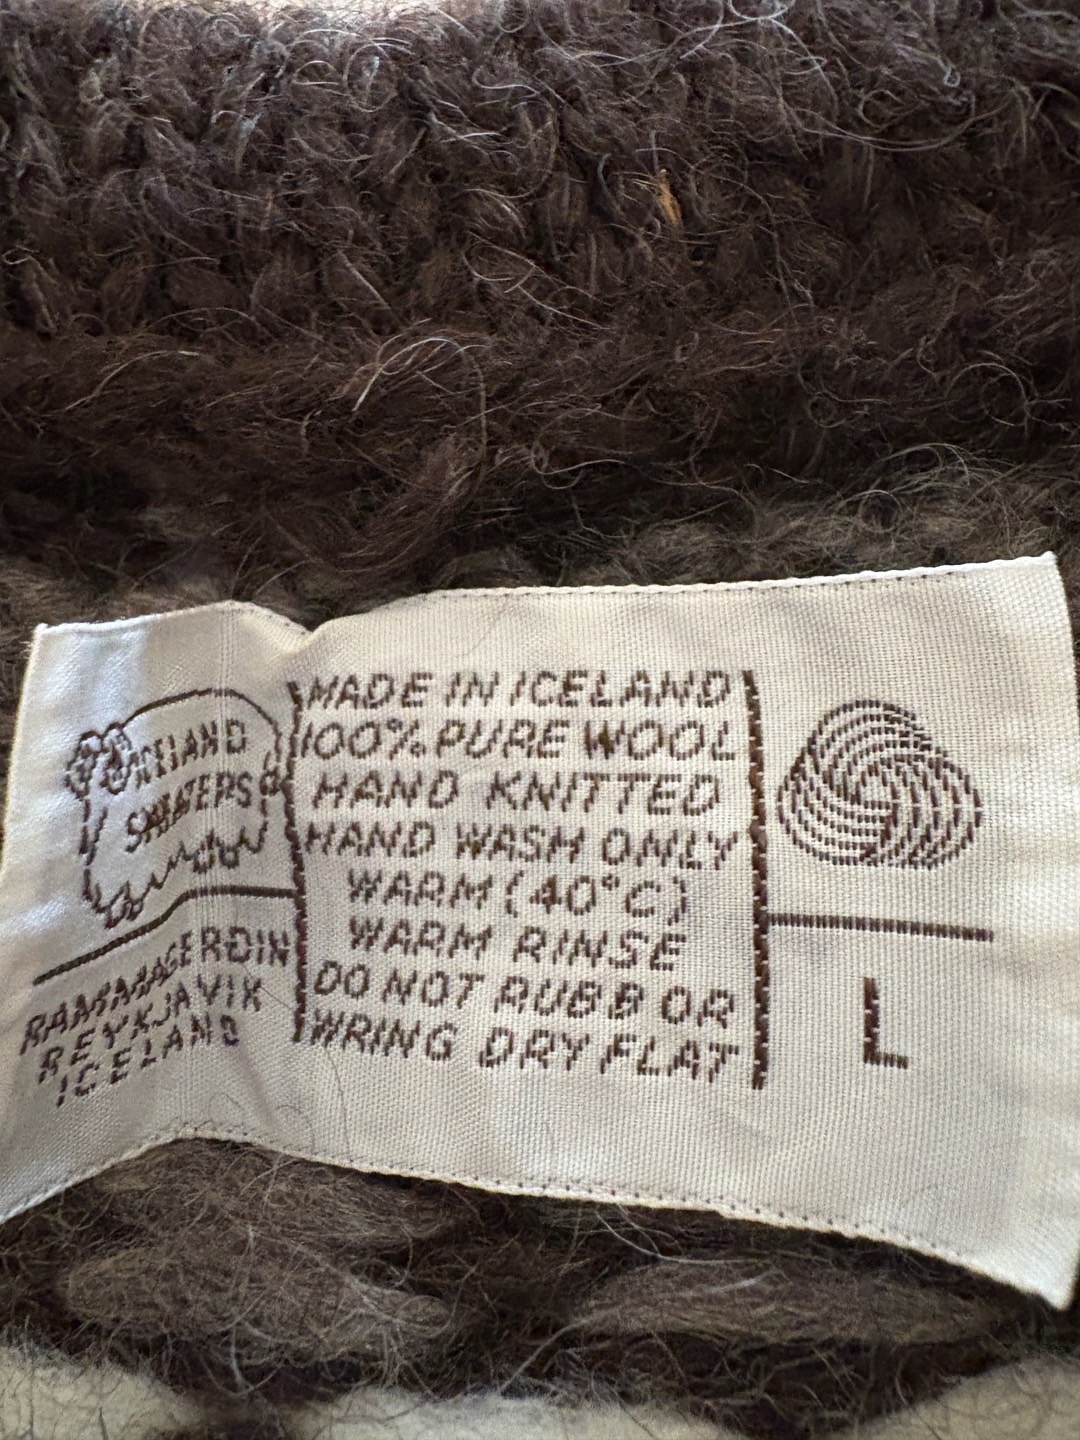 ICELAND
SWEATERS
RAMMAGERÐIN
REYKJAVIK
ICELAND
MADE IN ICELAND
100% PURE WOOL
HAND KNITTED
HAND WASH ONLY
WARM (40°C)
WARM RINSE
DO NOT RUBB OR
WRING DRY FLAT
L